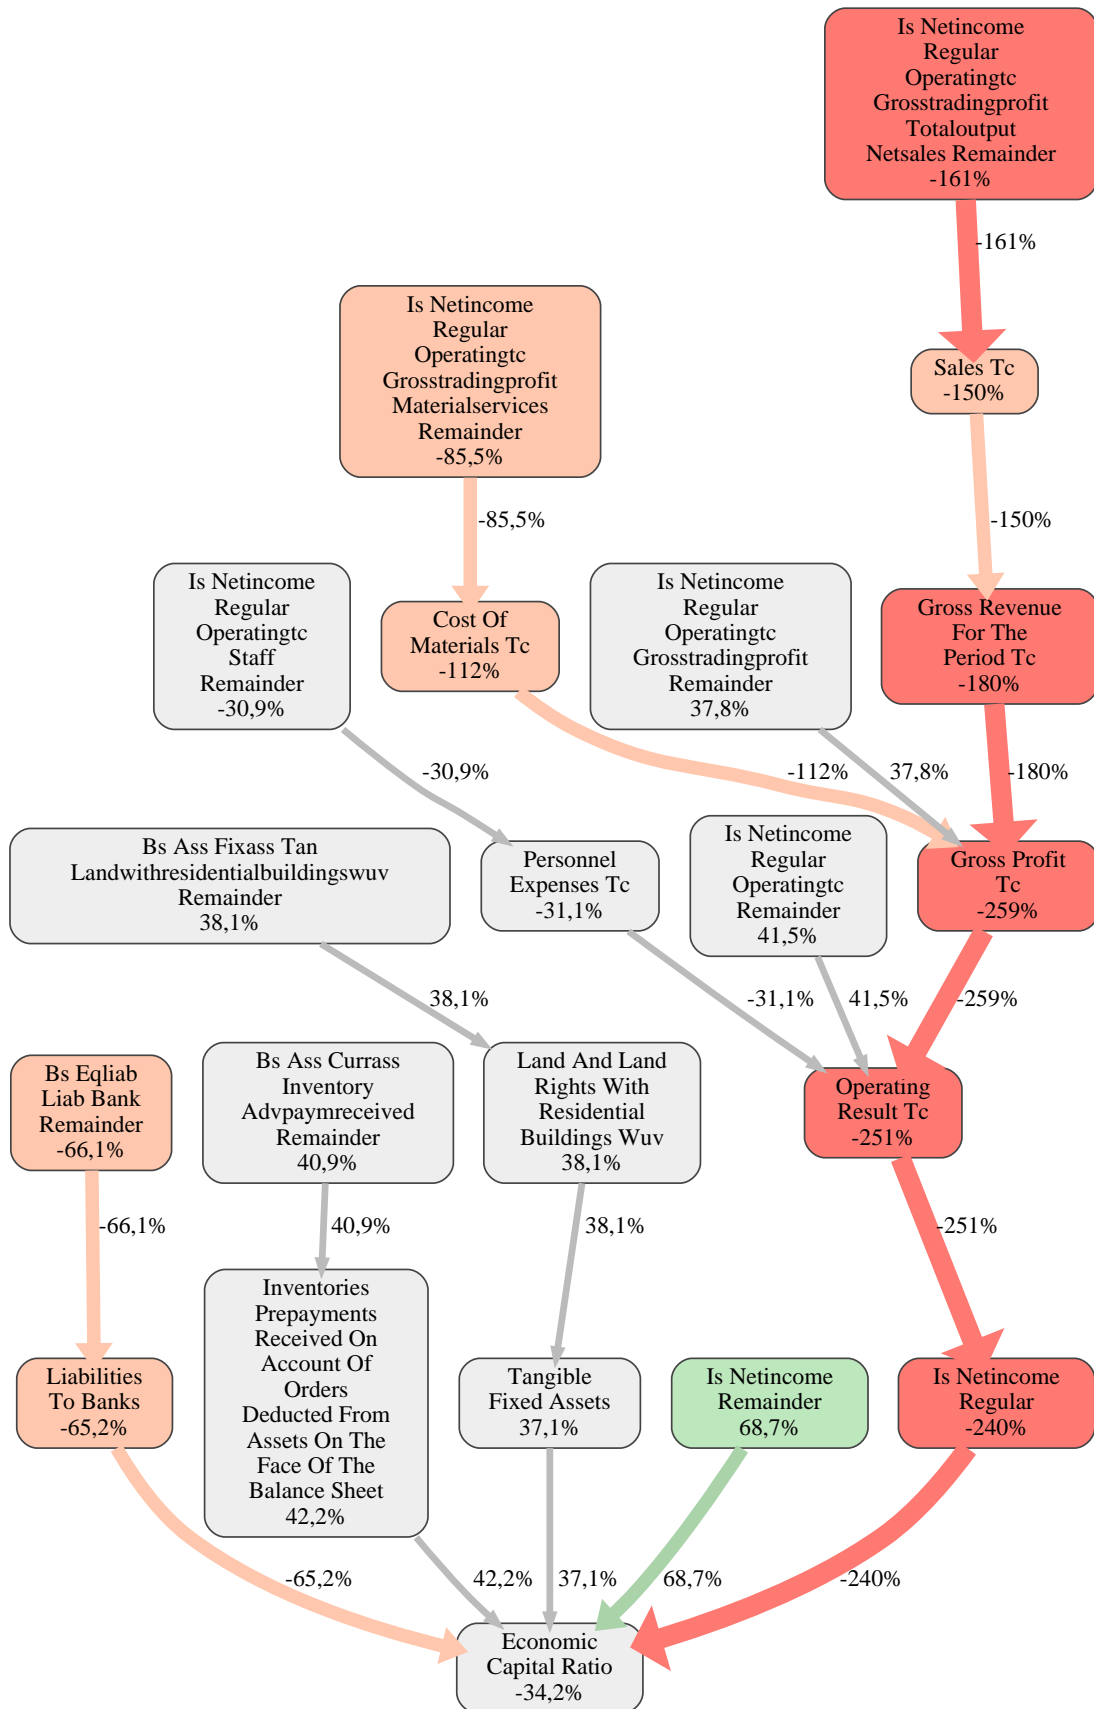 Is Netincome
Regular
Operatingtc
Grosstradingprofit
Totaloutput
Netsales Remainder
-161%
-161%
Is Netincome
Regular
Operatingtc
Grosstradingprofit
Materialservices
Remainder
-85,5%
Sales Tc
-150%
-85,5%
-150%
Is Netincome
Regular
Operatingtc
Staff
Remainder
-30,9%
Cost Of
Materials Tc
-112%
Is Netincome
Regular
Operatingtc
Grosstradingprofit
Remainder
37,8%
Gross Revenue
For The
Period Tc
-180%
-30,9%
-112%
37,8%
-180%
Bs Ass Fixass Tan
Landwithresidentialbuildingswuv
Remainder
38,1%
Personnel
Expenses Tc
-31,1%
Is Netincome
Regular
Operatingtc
Remainder
41,5%
Gross Profit
Tc
-259%
38,1%
-31,1%
41,5%
-259%
Bs Eqliab
Liab Bank
Remainder
-66,1%
Bs Ass Currass
Inventory
Advpaymreceived
Remainder
40,9%
Land And Land
Rights With
Residential
Buildings Wuv
38,1%
Operating
Result Tc
-251%
-66,1%
40,9%
38,1%
-251%
Liabilities
To Banks
-65,2%
Inventories
Prepayments
Received On
Account Of
Orders
Deducted From
Assets On The
Face Of The
Balance Sheet
42,2%
Tangible
Fixed Assets
37,1%
Is Netincome
Remainder
68,7%
Is Netincome
Regular
-240%
-65,2%
42,2%
37,1%
68,7%
-240%
Economic
Capital Ratio
-34,2%